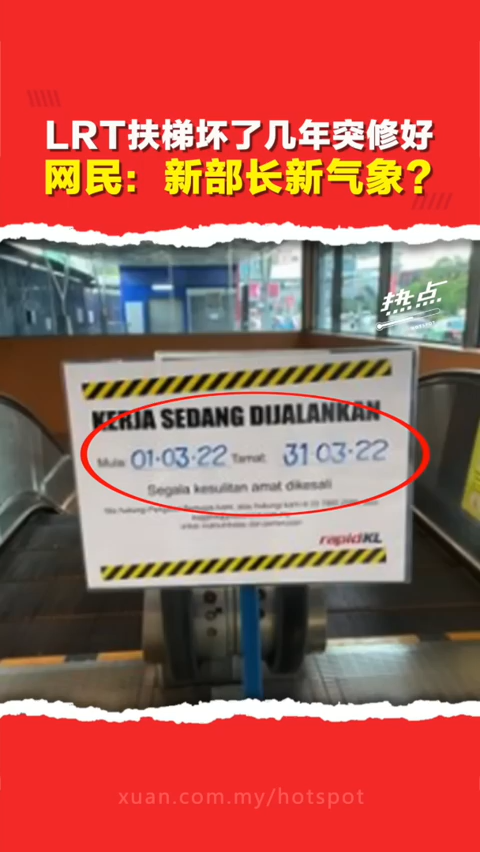 LRT扶梯坏了几年突修好
网民：新部长新气象？
热点
KERJA SEDANG DIJALANKAN
Mula: 01·03·22 Tamat: 31·03·22
Segala kesulitan amat dikesali
rapidKL
xuan.com.my/hotspot